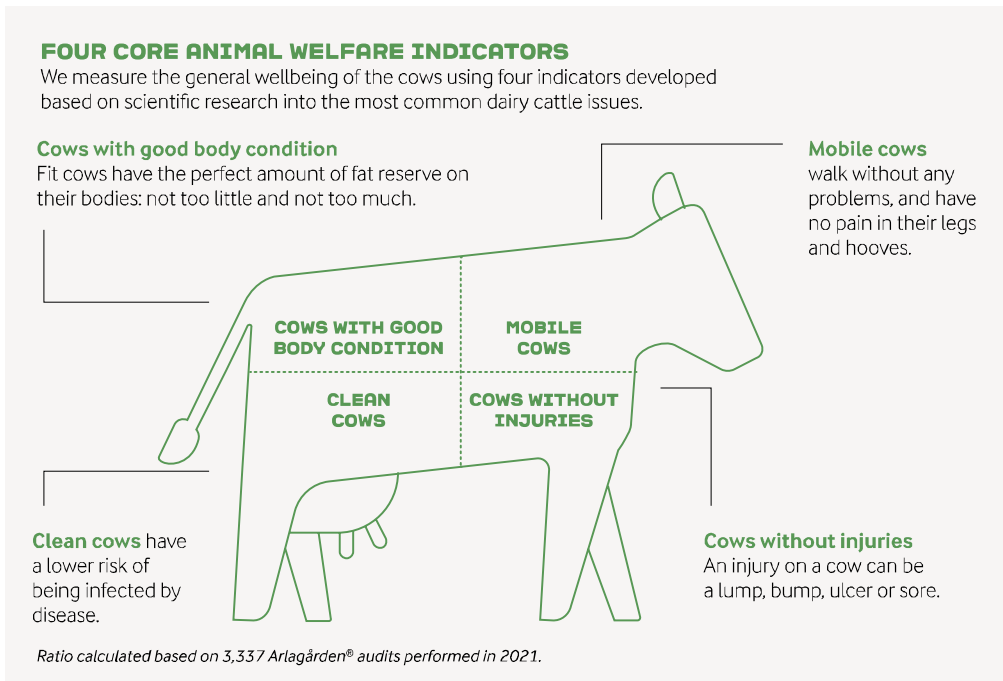 FOUR CORE ANIMAL WELFARE INDICATORS
We measure the general wellbeing of the cows using four indicators developed
based on scientific research into the most common dairy cattle issues.
Cows with good body condition
Fit cows have the perfect amount of fat reserve on
their bodies: not too little and not too much.
Mobile cows
walk without any
problems, and have
no pain in their legs
and hooves.
COWS WITH GOOD
BODY CONDITION
MOBILE
COWS
CLEAN
COWS
COWS WITHOUT
INJURIES
Clean cows have
a lower risk of
being infected by
disease.
Cows without injuries
An injury on a cow can be
a lump, bump, ulcer or sore.
Ratio calculated based on 3,337 Arlagården® audits performed in 2021.